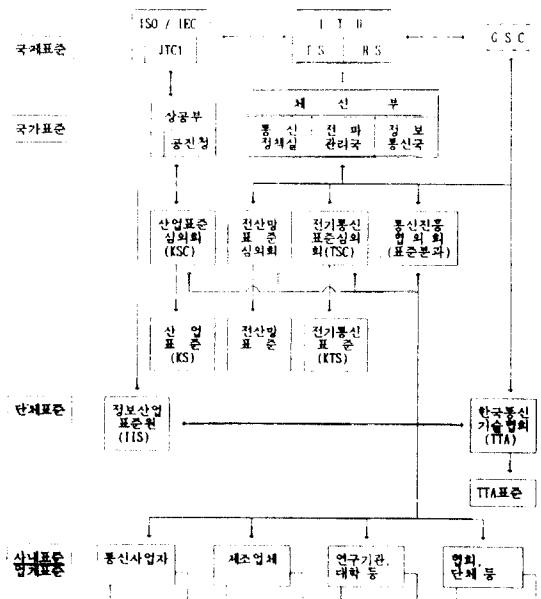 ISO / IEC
I T U
G S C
국제표준
JTC1
T S
R S
상공부
체 신 부
국가표준
공진청
통 신
정책실
전 파
관리국
정 보
통신국
산업표준
심의회
(KSC)
전산망
표 준
심의회
전기통신
표준심의
회(TSC)
통신진흥
협 의 회
(표준분과)
산 업
표 준
(KS)
전산망
표 준
전기통신
표 준
(KTS)
단체표준
정보산업
표준원
(IIS)
한국통신
기술협회
(TTA)
TTA표준
사내표준
업계표준
통신사업자
제조업체
연구기관,
대학 등
협회,
단체 등